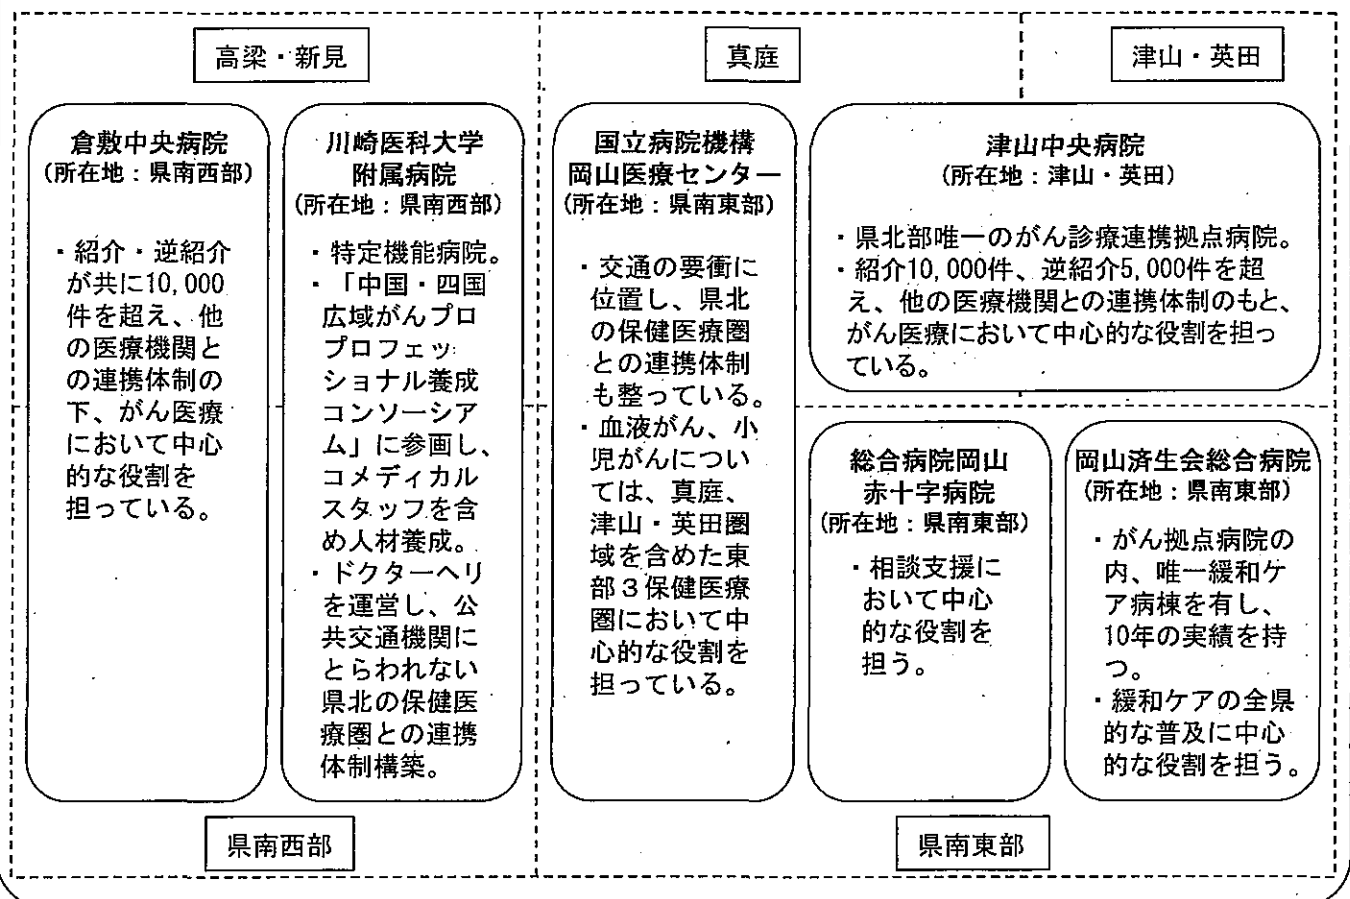 高梁・新見
真庭
津山・英田
倉敷中央病院
(所在地：県南西部)
・紹介・逆紹介
が共に10,000
件を超え、他
の医療機関と
の連携体制の
下、がん医療
において中心
的な役割を
担っている。
川崎医科大学
附属病院
(所在地：県南西部)
・特定機能病院。
・「中国・四国
広域がんプロ
プロフェッ
ショナル養成
コンソーシア
ム」に参画し、
コメディカル
スタッフを含
め人材養成。
・ドクターヘリ
を運営し、公
共交通機関に
とらわれない
県北の保健医
療圏との連携
体制構築。
国立病院機構
岡山医療センター
(所在地：県南東部)
・交通の要衝に
位置し、県北
の保健医療圏
との連携体制
も整っている。
・血液がん、小
児がんについ
ては、真庭、
津山・英田圏
域を含めた東
部３保健医療
圏において中
心的な役割を
担っている。
津山中央病院
(所在地：津山・英田)
・県北部唯一のがん診療連携拠点病院。
・紹介10,000件、逆紹介5,000件を超
え、他の医療機関との連携体制のもと、
がん医療において中心的な役割を担っ
ている。
総合病院岡山
赤十字病院
(所在地：県南東部)
・相談支援に
おいて中心
的な役割を
担う。
岡山済生会総合病院
(所在地：県南東部)
・がん拠点病院の
内、唯一緩和ケ
ア病棟を有し、
10年の実績を持
つ。
・緩和ケアの全県
的な普及に中心
的な役割を担う。
県南西部
県南東部